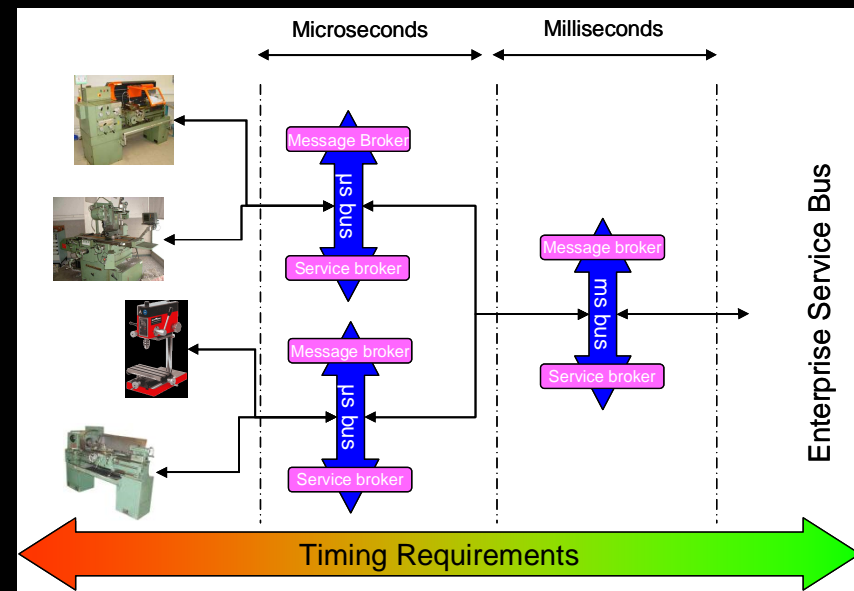 Microseconds
Milliseconds
Message Broker
µs bus
Service broker
Message broker
µs bus
Service broker
Message broker
ms bus
Service broker
Enterprise Service Bus
Timing Requirements